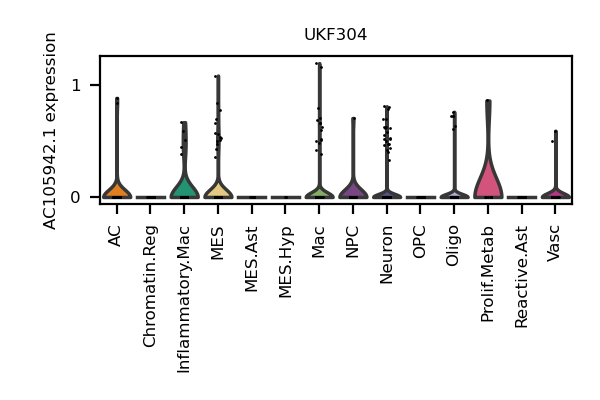 UKF304
AC105942.1 expression
1
0
AC
Chromatin.Reg
Inflammatory.Mac
MES
MES.Ast
MES.Hyp
Mac
NPC
Neuron
OPC
Oligo
Prolif.Metab
Reactive.Ast
Vasc